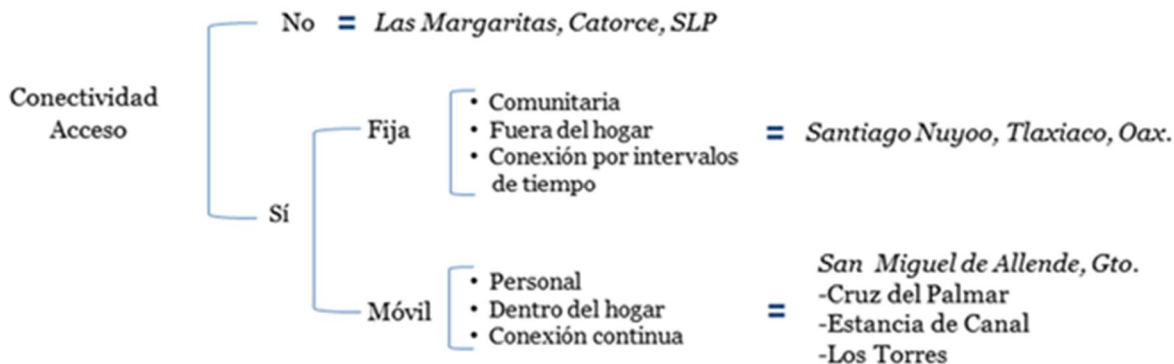 Conectividad
Acceso
No = Las Margaritas, Catorce, SLP
Sí
Fija
• Comunitaria
• Fuera del hogar
• Conexión por intervalos
de tiempo
= Santiago Nuyoo, Tlaxiaco, Oax.
Móvil
• Personal
• Dentro del hogar
• Conexión continua
=
San Miguel de Allende, Gto.
-Cruz del Palmar
-Estancia de Canal
-Los Torres